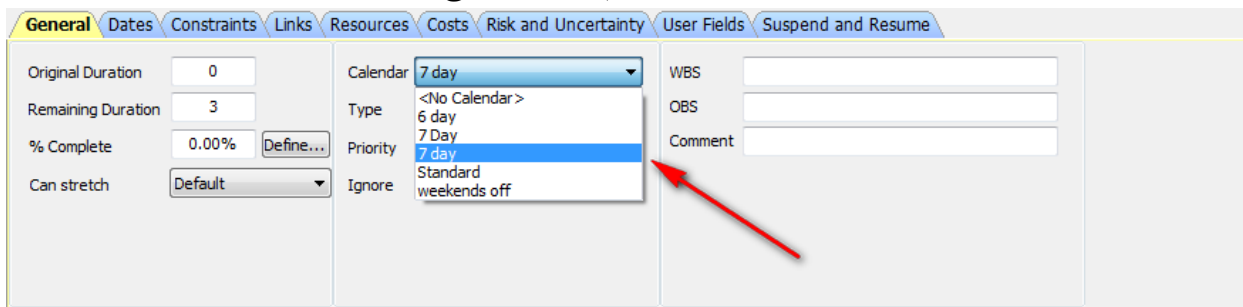 General Dates Constraints Links Resources Costs Risk and Uncertainty User Fields Suspend and Resume
Original Duration 0 Calendar 7 day WBS
<No Calendar>
Remaining Duration 3 Type 6 day OBS
7 Day
% Complete 0.00% Define... Priority 7 day Comment
Standard
Can stretch Default Ignore weekends off